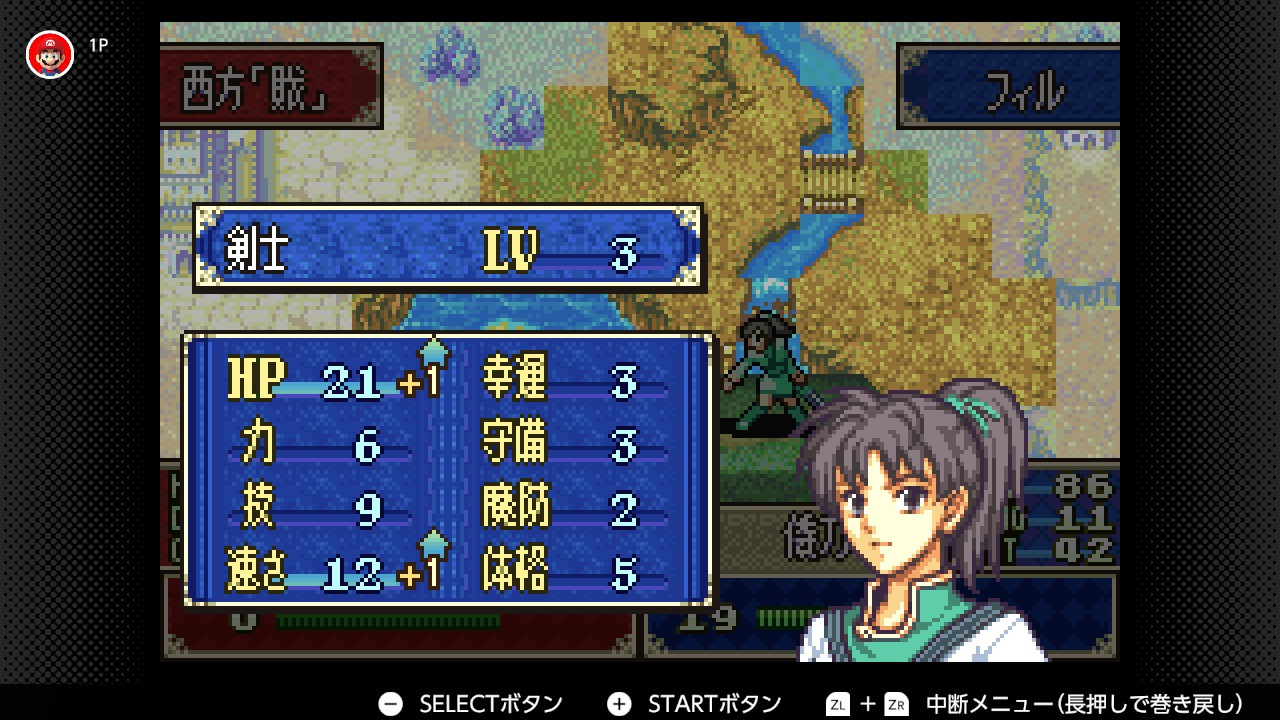 1P
西方「賊」
フィル
剣士 LV 3
HP 21 +1 幸運 3
力 6 守備 3
技 9 魔防 2
速さ 12 +1 体格 5
86
11
42
侍刀
0
19
SELECTボタン
STARTボタン
ZL + ZR 中断メニュー(長押しで巻き戻し)